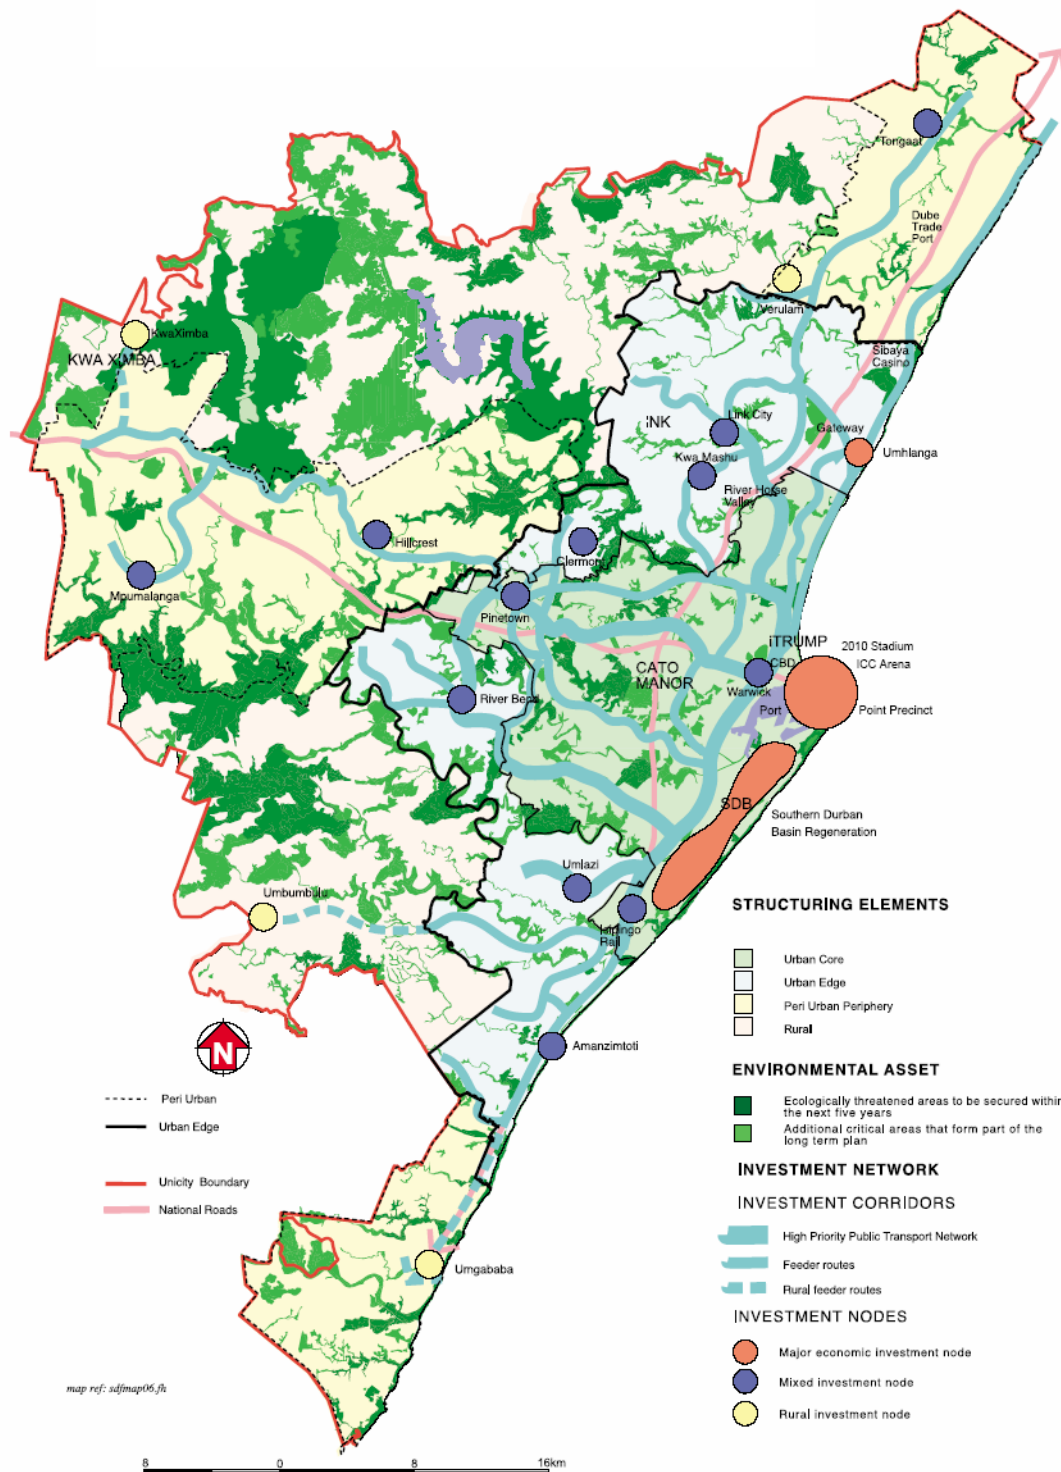 Tongaat
Dube
Trade
Port
Verulam
KwaXimba
KWA XIMBA
Sibaya
Casino
INK
Link City
Gateway
Umhlanga
Kwa Mashu
River Horse
Valley
Hillcrest
Clermont
Mpumalanga
Pinetown
iTRUMP
2010 Stadium
CBD
ICC Arena
CATO
MANOR
Warwick
River Bend
Port
Point Precinct
SDB
Southern Durban
Basin Regeneration
Umlazi
Umbumbulu
Isipingo
Rail
Amanzimtoti
Umgababa
N
Peri Urban
Urban Edge
Unicity Boundary
National Roads
STRUCTURING ELEMENTS
Urban Core
Urban Edge
Peri Urban Periphery
Rural
ENVIRONMENTAL ASSET
Ecologically threatened areas to be secured within
the next five years
Additional critical areas that form part of the
long term plan
INVESTMENT NETWORK
INVESTMENT CORRIDORS
High Priority Public Transport Network
Feeder routes
Rural feeder routes
INVESTMENT NODES
Major economic investment node
Mixed investment node
Rural investment node
map ref: sdfmap06.fh
8 0 8 16km